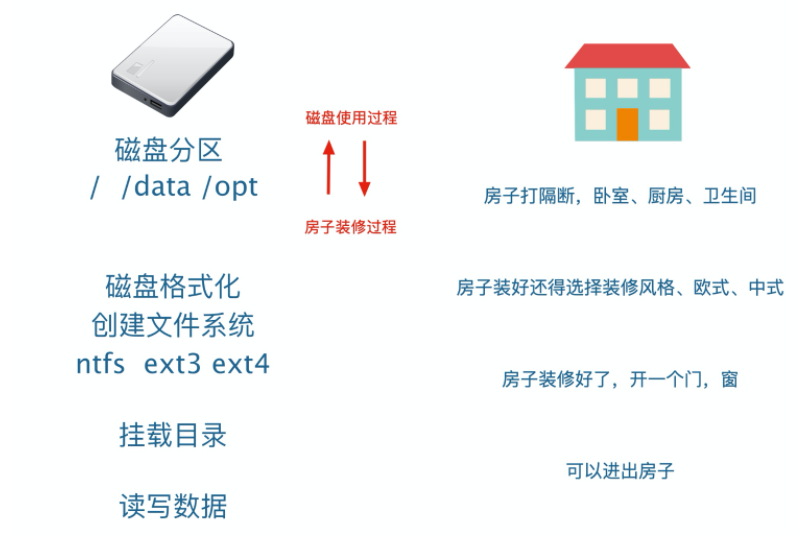 磁盘分区
/ /data /opt
磁盘格式化
创建文件系统
ntfs ext3 ext4
挂载目录
读写数据
磁盘使用过程
房子装修过程
房子打隔断，卧室、厨房、卫生间
房子装好还得选择装修风格、欧式、中式
房子装修好了，开一个门，窗
可以进出房子